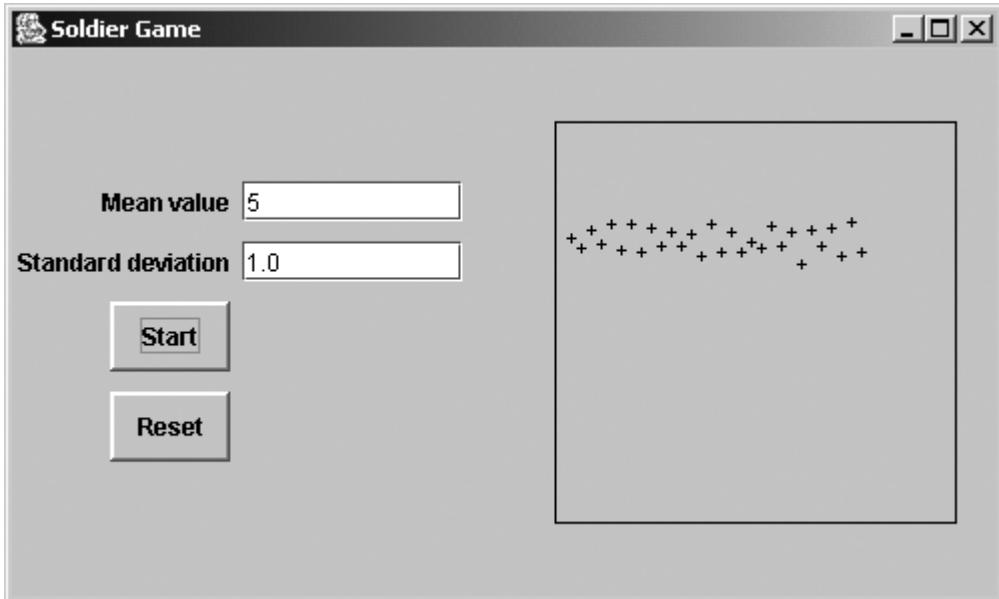 Soldier Game
Mean value 5
Standard deviation 1.0
Start
Reset